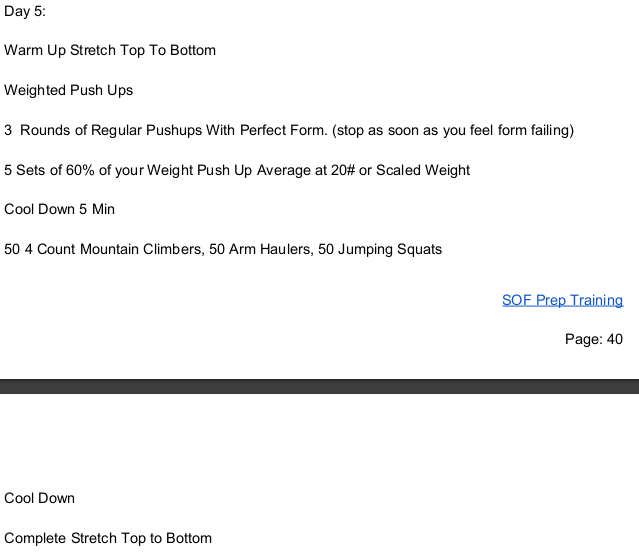 Day 5:
Warm Up Stretch Top To Bottom
Weighted Push Ups
3  Rounds of Regular Pushups With Perfect Form. (stop as soon as you feel form failing)
5 Sets of 60% of your Weight Push Up Average at 20# or Scaled Weight
Cool Down 5 Min
50 4 Count Mountain Climbers, 50 Arm Haulers, 50 Jumping Squats
SOF Prep Training
Page: 40
Cool Down
Complete Stretch Top to Bottom